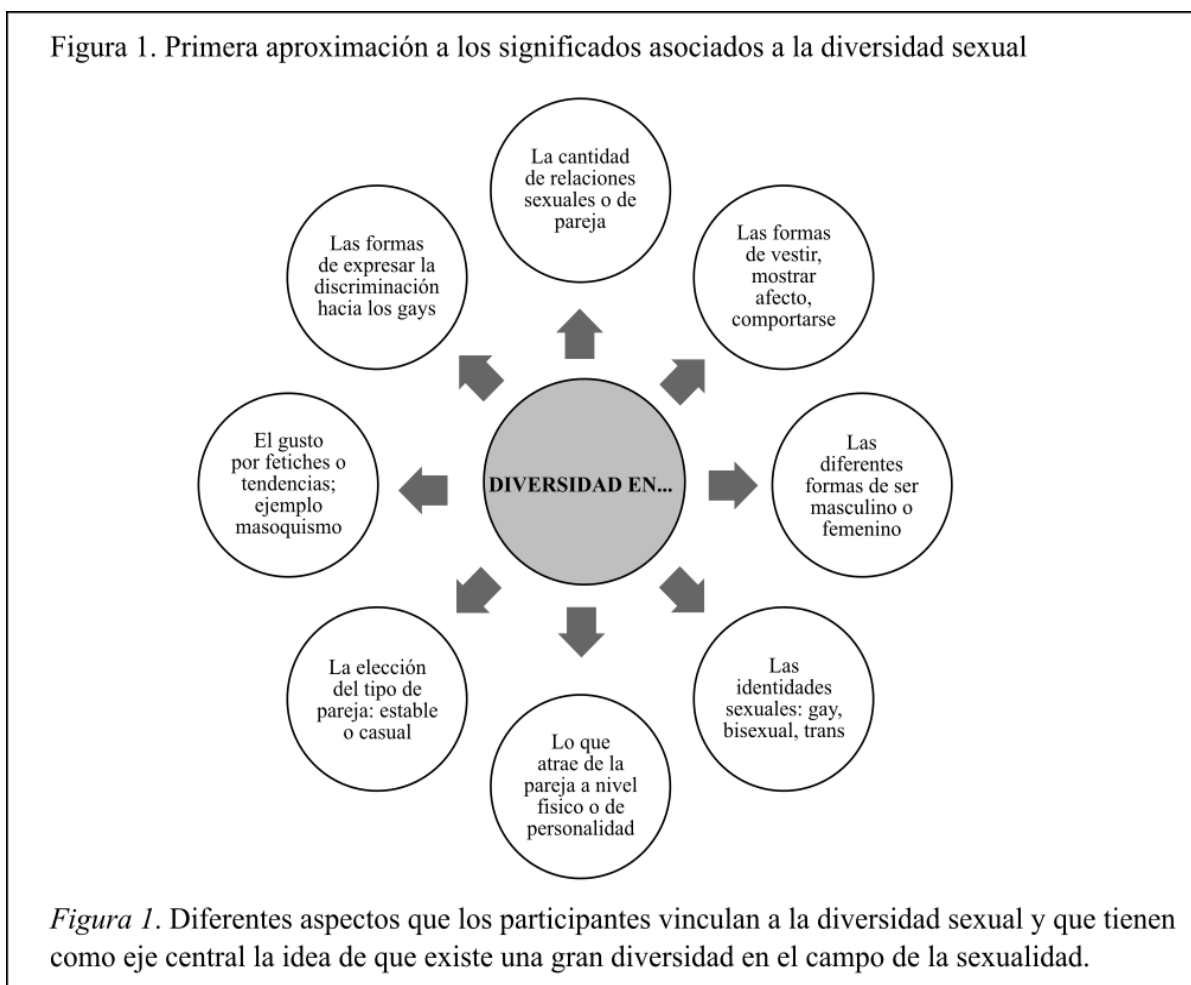 Figura 1. Primera aproximación a los significados asociados a la diversidad sexual
La cantidad
de relaciones
sexuales o de
pareja
Las formas
de vestir,
mostrar
afecto,
comportarse
Las
diferentes
formas de ser
masculino o
femenino
Las
identidades
sexuales: gay,
bisexual, trans
Lo que
atrae de la
pareja a nivel
fisico o de
personalidad
La elección
del tipo de
pareja: estable
o casual
El gusto
por fetiches o
tendencias;
ejemplo
masoquismo
Las formas
de expresar la
discriminación
hacia los gays
DIVERSIDAD EN...
Figura 1. Diferentes aspectos que los participantes vinculan a la diversidad sexual y que tienen
como eje central la idea de que existe una gran diversidad en el campo de la sexualidad.